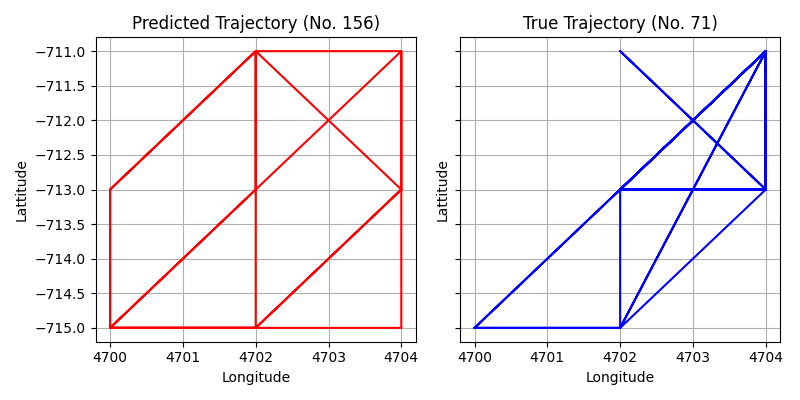 Predicted Trajectory (No. 156)
True Trajectory (No. 71)
Lattitude
−711.0
−711.5
−712.0
−712.5
−713.0
−713.5
−714.0
−714.5
−715.0
4700 4701 4702 4703 4704
Longitude
Lattitude
4700 4701 4702 4703 4704
Longitude